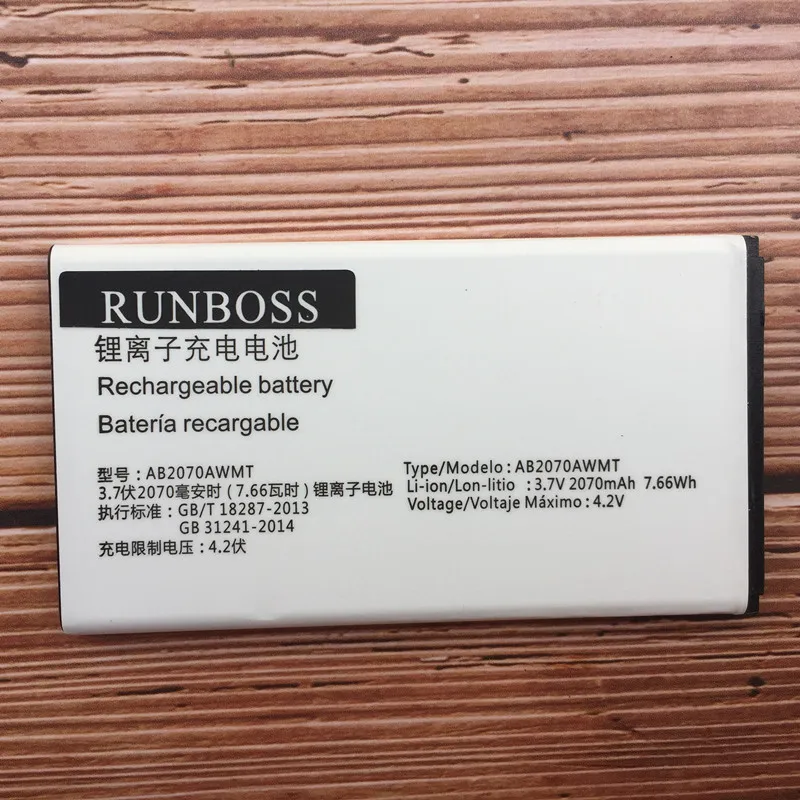 RUNBOSS
锂离子充电电池
Rechargeable battery
Batería recargable
型号: AB2070AWMT
3.7伏2070毫安时 (7.66瓦时) 锂离子电池
执行标准: GB/T 18287-2013
GB 31241-2014
充电限制电压: 4.2伏
Type/Modelo: AB2070AWMT
Li-ion/Lon-litio : 3.7V 2070mAh 7.66Wh
Voltage/Voltaje Máximo: 4.2V